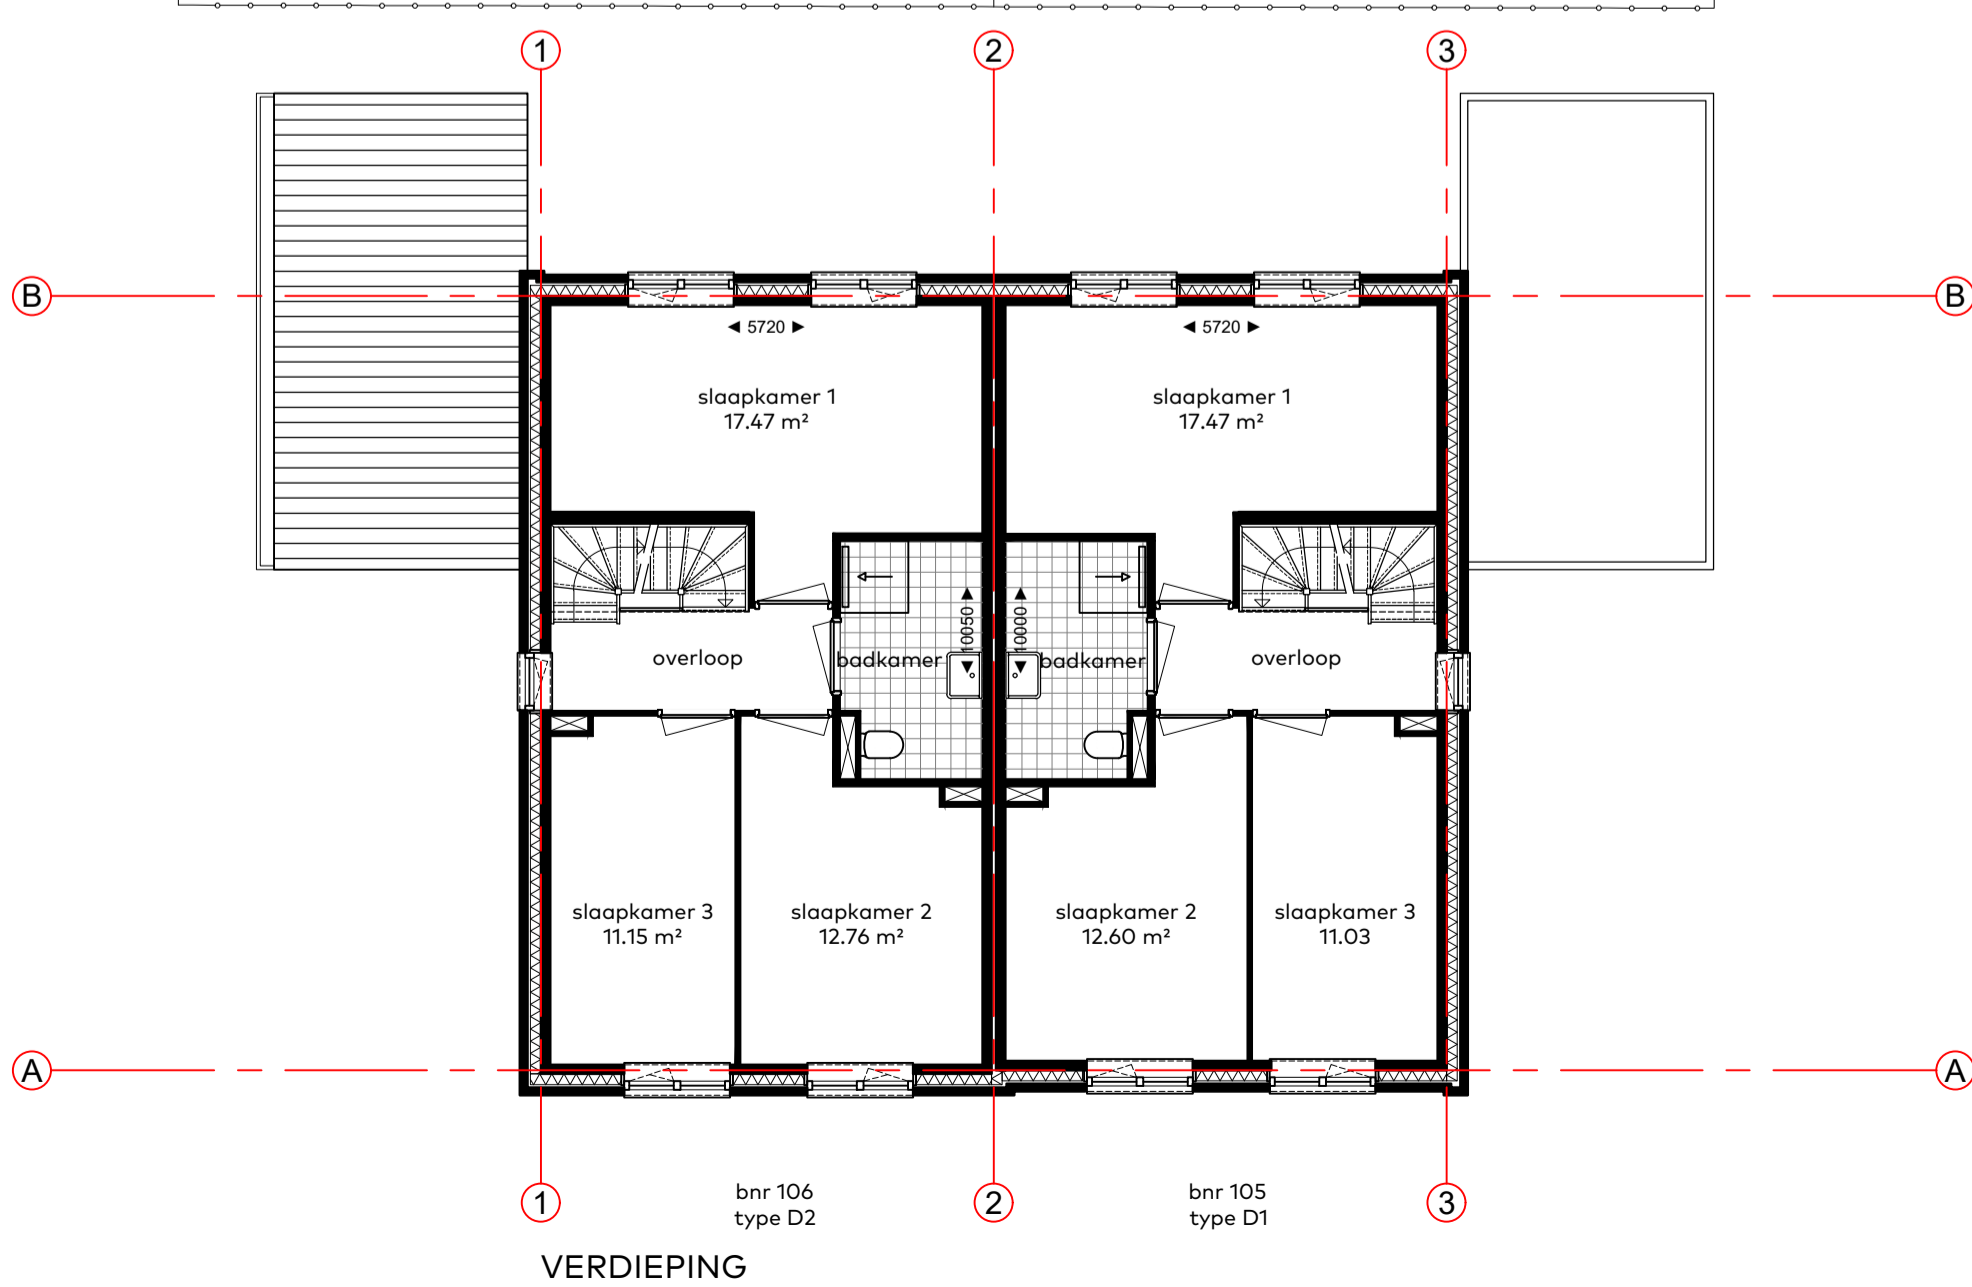 1 2 3
B B
◄ 5720 ► ◄ 5720 ►
slaapkamer 1 slaapkamer 1
17.47 m² 17.47 m²
10050 10000
overloop badkamer badkamer overloop
slaapkamer 3 slaapkamer 2 slaapkamer 2 slaapkamer 3
11.15 m² 12.76 m² 12.60 m² 11.03
A A
bnr 106 bnr 105
1 2 3
type D2 type D1
VERDIEPING